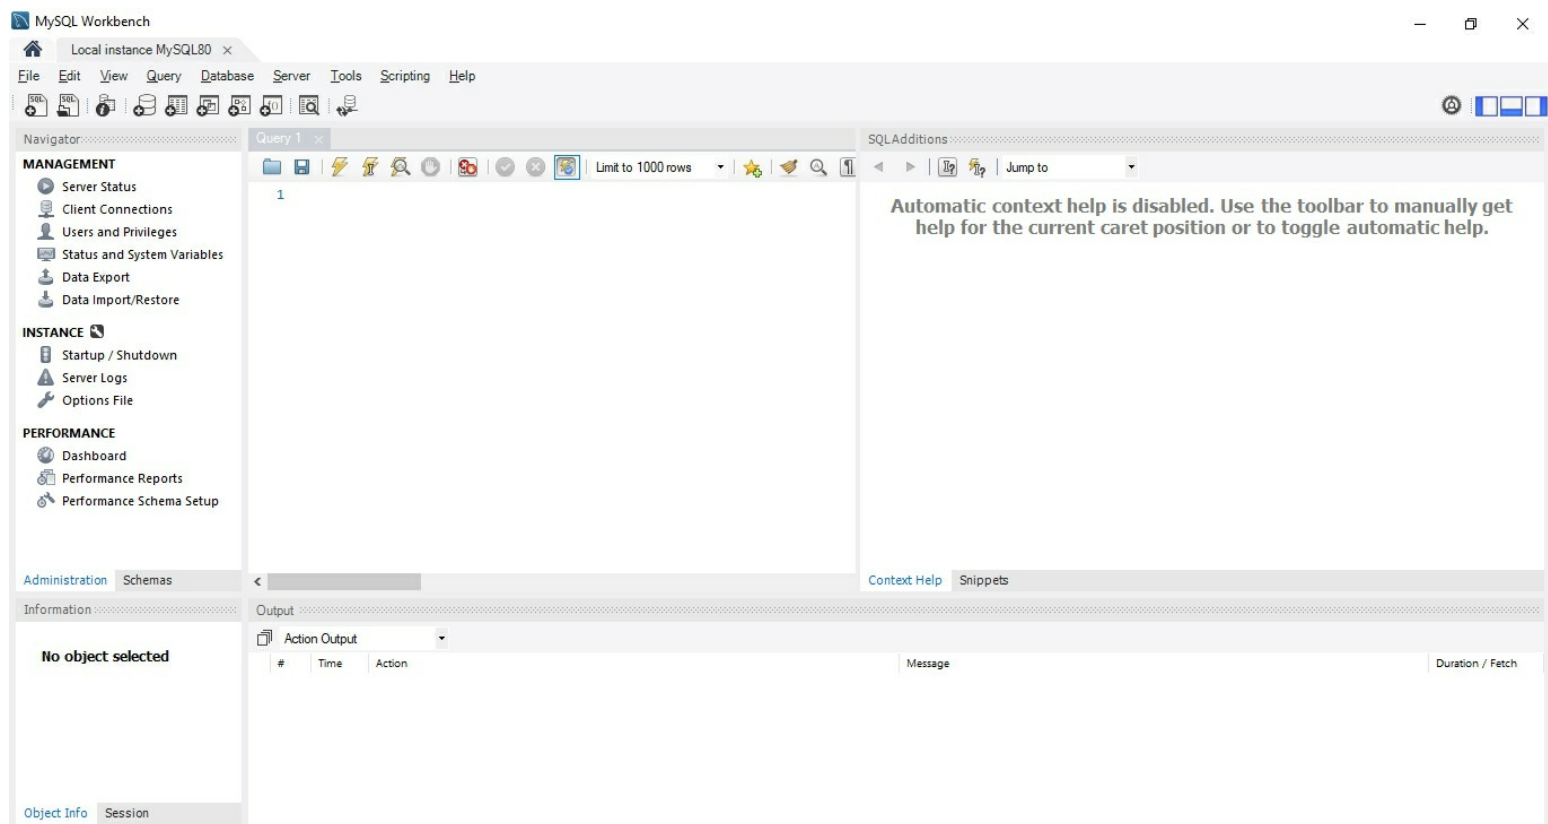 MySQL Workbench
Local instance MySQL80
File Edit View Query Database Server Tools Scripting Help
Navigator
MANAGEMENT
Server Status
Client Connections
Users and Privileges
Status and System Variables
Data Export
Data Import/Restore
INSTANCE
Startup / Shutdown
Server Logs
Options File
PERFORMANCE
Dashboard
Performance Reports
Performance Schema Setup
Administration Schemas
Query 1
Limit to 1000 rows
1
SQLAdditions
Jump to
Automatic context help is disabled. Use the toolbar to manually get
help for the current caret position or to toggle automatic help.
Context Help Snippets
Information
No object selected
Object Info Session
Output
Action Output
# Time Action Message Duration / Fetch